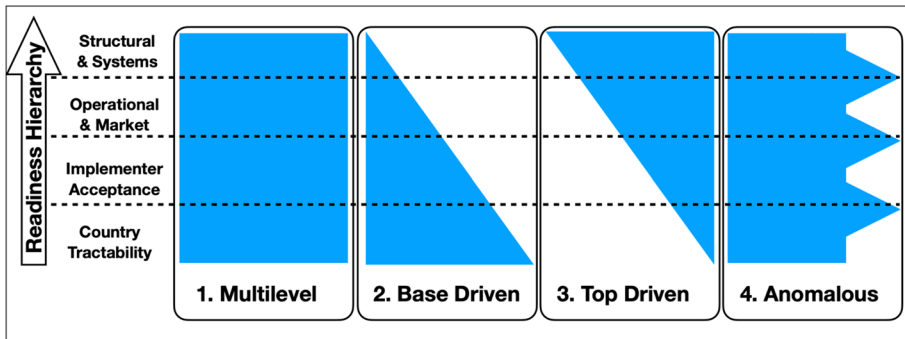 Readiness Hierarchy
Structural
& Systems
Operational
& Market
Implementer
Acceptance
Country
Tractability
1. Multilevel
2. Base Driven
3. Top Driven
4. Anomalous